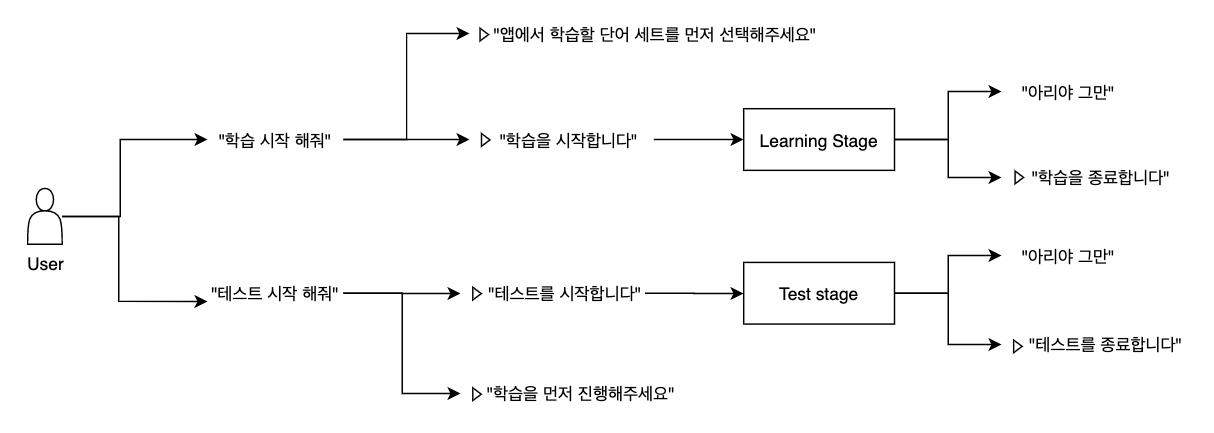 "앱에서 학습할 단어 세트를 먼저 선택해주세요"
"아리야 그만"
"학습 시작 해줘"
"학습을 시작합니다"
Learning Stage
"학습을 종료합니다"
User
"아리야 그만"
"테스트 시작 해줘"
"테스트를 시작합니다"
Test stage
"테스트를 종료합니다"
"학습을 먼저 진행해주세요"